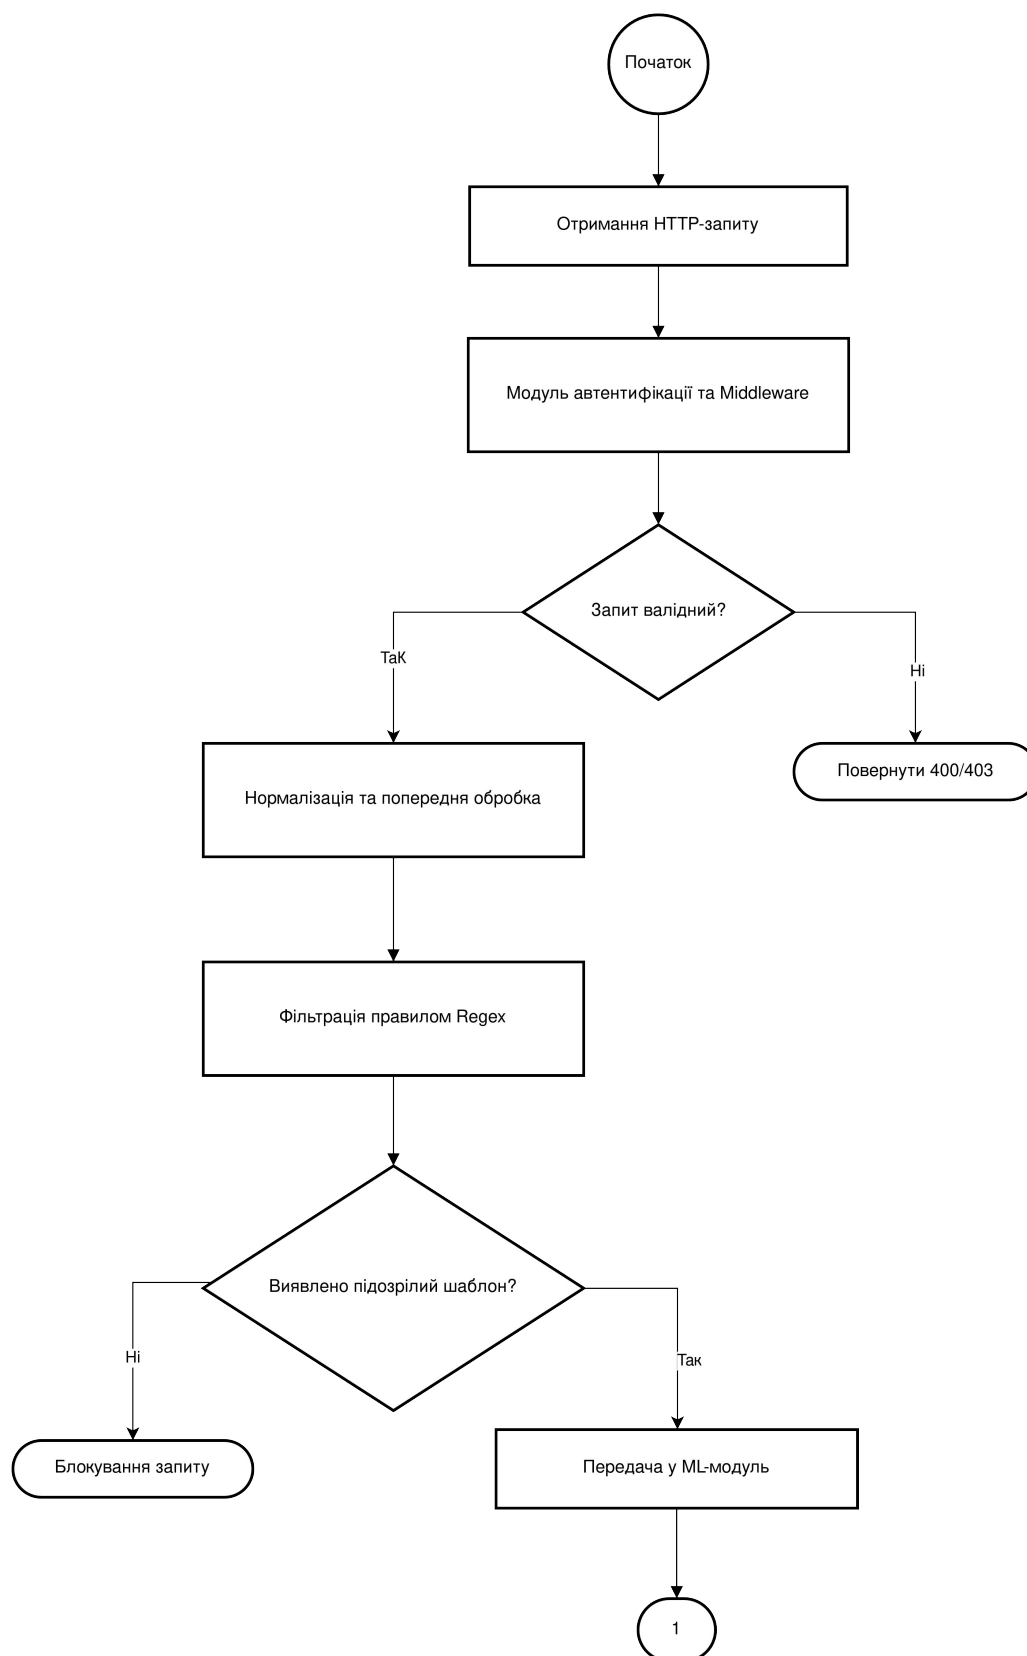 Початок
Отримання HTTP-запиту
Модуль автентифікації та Middleware
Запит валідний?
ТаК
Ні
Повернути 400/403
Нормалізація та попередня обробка
Фільтрація правилом Regex
Виявлено підозрілий шаблон?
Ні
Так
Блокування запиту
Передача у ML-модуль
1